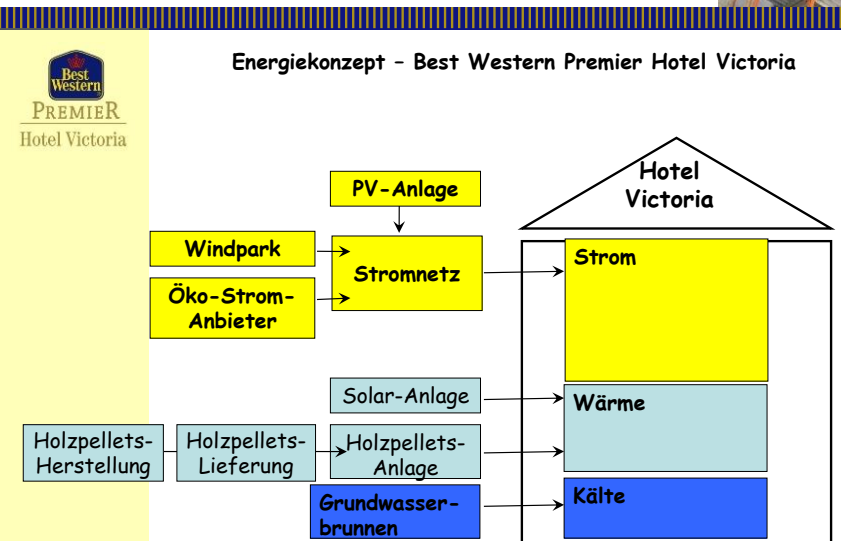 Energiekonzept – Best Western Premier Hotel Victoria
Best
Western
PREMIER
Hotel Victoria
Hotel
Victoria
PV-Anlage
Windpark
Stromnetz
Strom
Öko-Strom-
Anbieter
Solar-Anlage
Wärme
Holzpellets-
Herstellung
Holzpellets-
Lieferung
Holzpellets-
Anlage
Grundwasser-
brunnen
Kälte